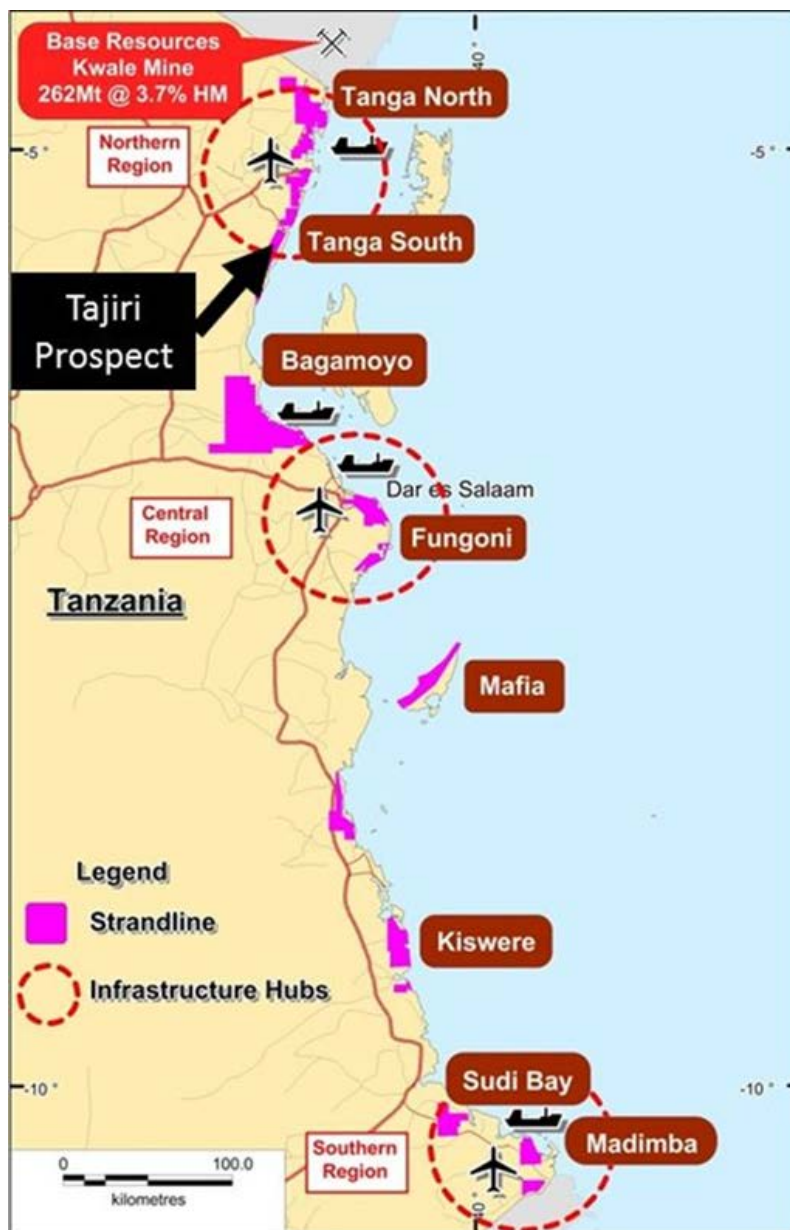 Base Resources
Kwale Mine
262Mt @ 3.7% HM
40
Tanga North
Northern
Region
-5 °
-5 °
Tanga South
Tajiri
Prospect
Bagamoyo
Dar es Salaam
Central
Region
Fungoni
Tanzania
Mafia
Legend
Strandline
Kiswere
Infrastructure Hubs
Sudi Bay
-10 °
-10 °
Southern
Region
Madimba
0 100.0
kilometres
40 °